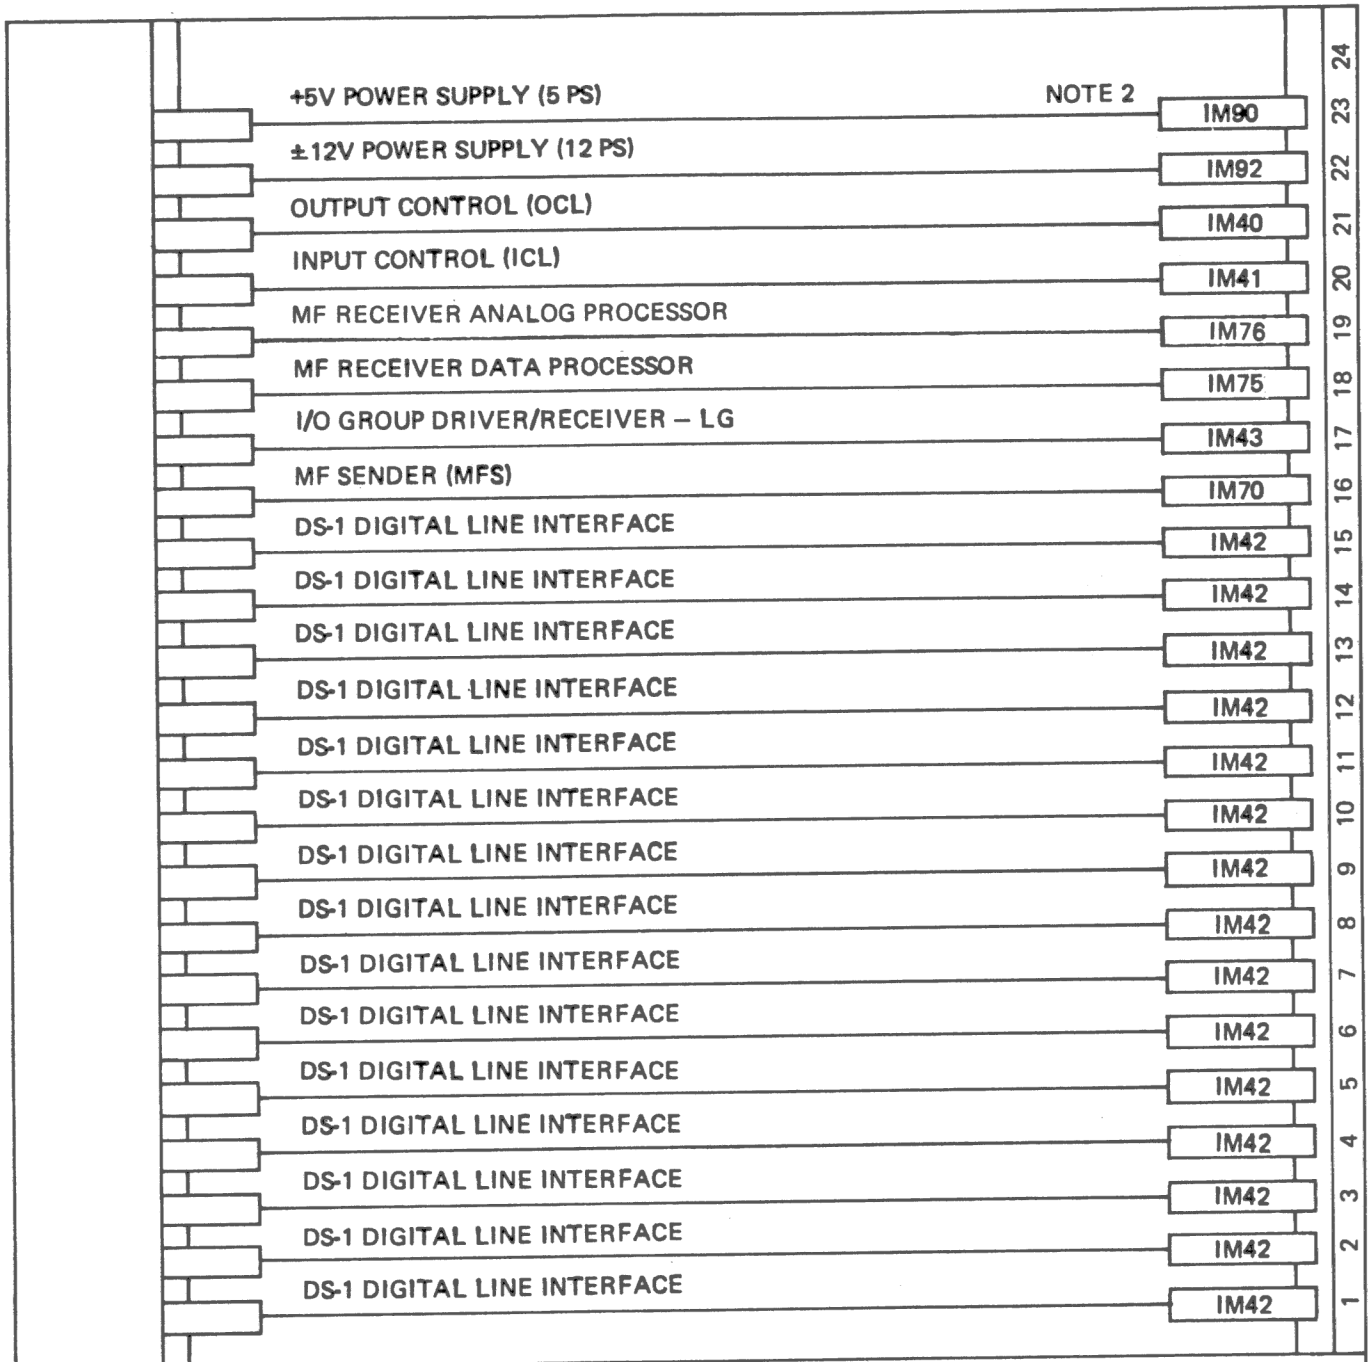 24
+5V POWER SUPPLY (5 PS) NOTE 2 IM90 23
±12V POWER SUPPLY (12 PS) IM92 22
OUTPUT CONTROL (OCL) IM40 21
INPUT CONTROL (ICL) IM41 20
MF RECEIVER ANALOG PROCESSOR IM76 19
MF RECEIVER DATA PROCESSOR IM75 18
I/O GROUP DRIVER/RECEIVER – LG IM43 17
MF SENDER (MFS) IM70 16
DS-1 DIGITAL LINE INTERFACE IM42 15
DS-1 DIGITAL LINE INTERFACE IM42 14
DS-1 DIGITAL LINE INTERFACE IM42 13
DS-1 DIGITAL LINE INTERFACE IM42 12
DS-1 DIGITAL LINE INTERFACE IM42 11
DS-1 DIGITAL LINE INTERFACE IM42 10
DS-1 DIGITAL LINE INTERFACE IM42 9
DS-1 DIGITAL LINE INTERFACE IM42 8
DS-1 DIGITAL LINE INTERFACE IM42 7
DS-1 DIGITAL LINE INTERFACE IM42 6
DS-1 DIGITAL LINE INTERFACE IM42 5
DS-1 DIGITAL LINE INTERFACE IM42 4
DS-1 DIGITAL LINE INTERFACE IM42 3
DS-1 DIGITAL LINE INTERFACE IM42 2
DS-1 DIGITAL LINE INTERFACE IM42 1